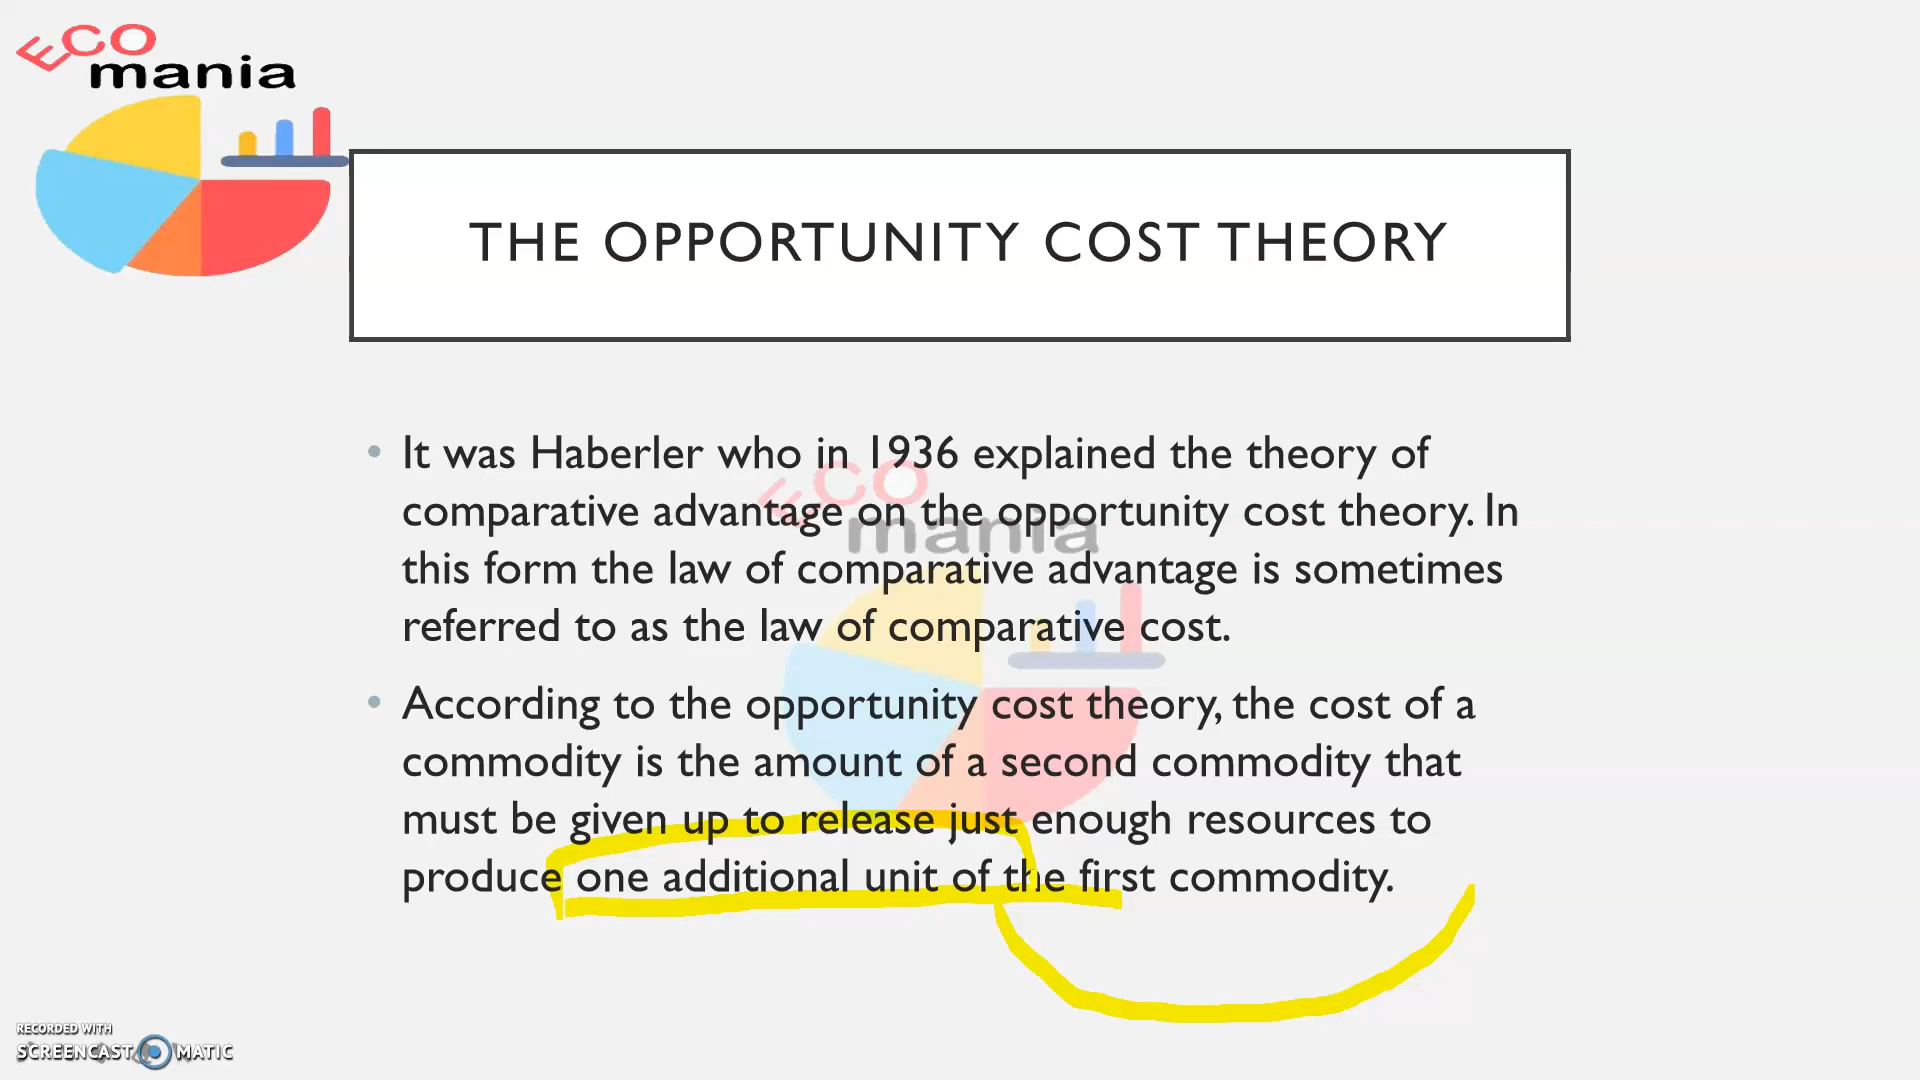 Eco
mania
THE OPPORTUNITY COST THEORY
• It was Haberler who in 1936 explained the theory of
comparative advantage on the opportunity cost theory. In
this form the law of comparative advantage is sometimes
referred to as the law of comparative cost.
Eco
mania
• According to the opportunity cost theory, the cost of a
commodity is the amount of a second commodity that
must be given up to release just enough resources to
produce one additional unit of the first commodity.
RECORDED WITH
SCREENCAST MATIC